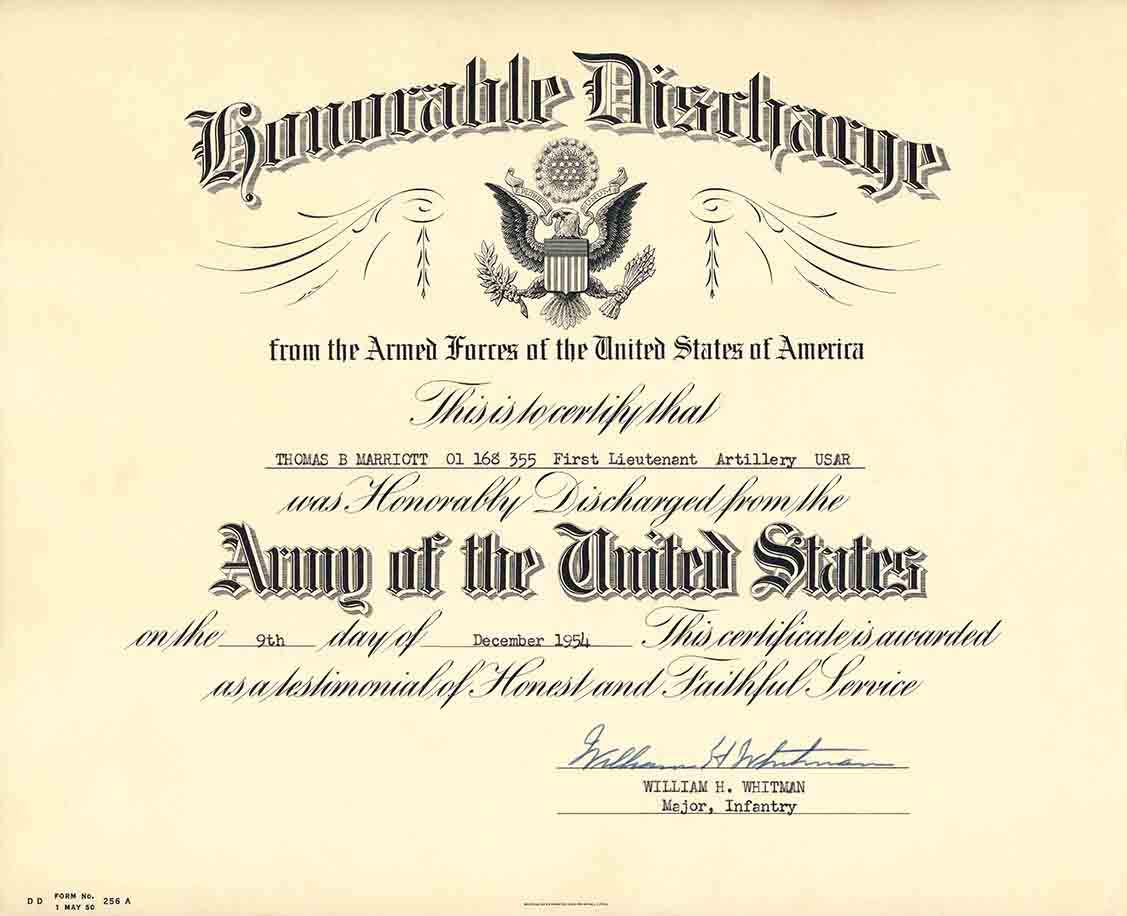 Honorable Discharge
E PLURIBUS UNUM
from the Armed Forces of the United States of America
This is to certify that
THOMAS B MARRIOTT 01 168 355 First Lieutenant Artillery USAR
was Honorably Discharged from the
Army of the United States
on the 9th day of December 1954 This certificate is awarded
as a testimonial of Honest and Faithful Service
William H Whitman
WILLIAM H. WHITMAN
Major, Infantry
DD FORM No. 256 A
1 MAY 50